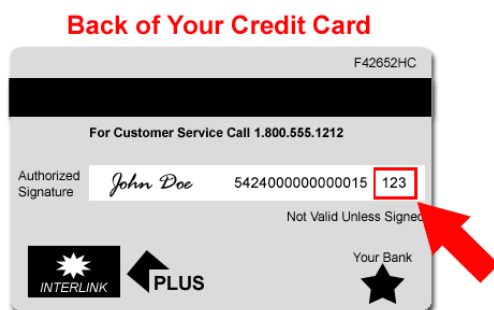 Back of Your Credit Card
F42652HC
For Customer Service Call 1.800.555.1212
Authorized
Signature
John Doe 5424000000000015 123
Not Valid Unless Signed
INTERLINK
PLUS
Your Bank